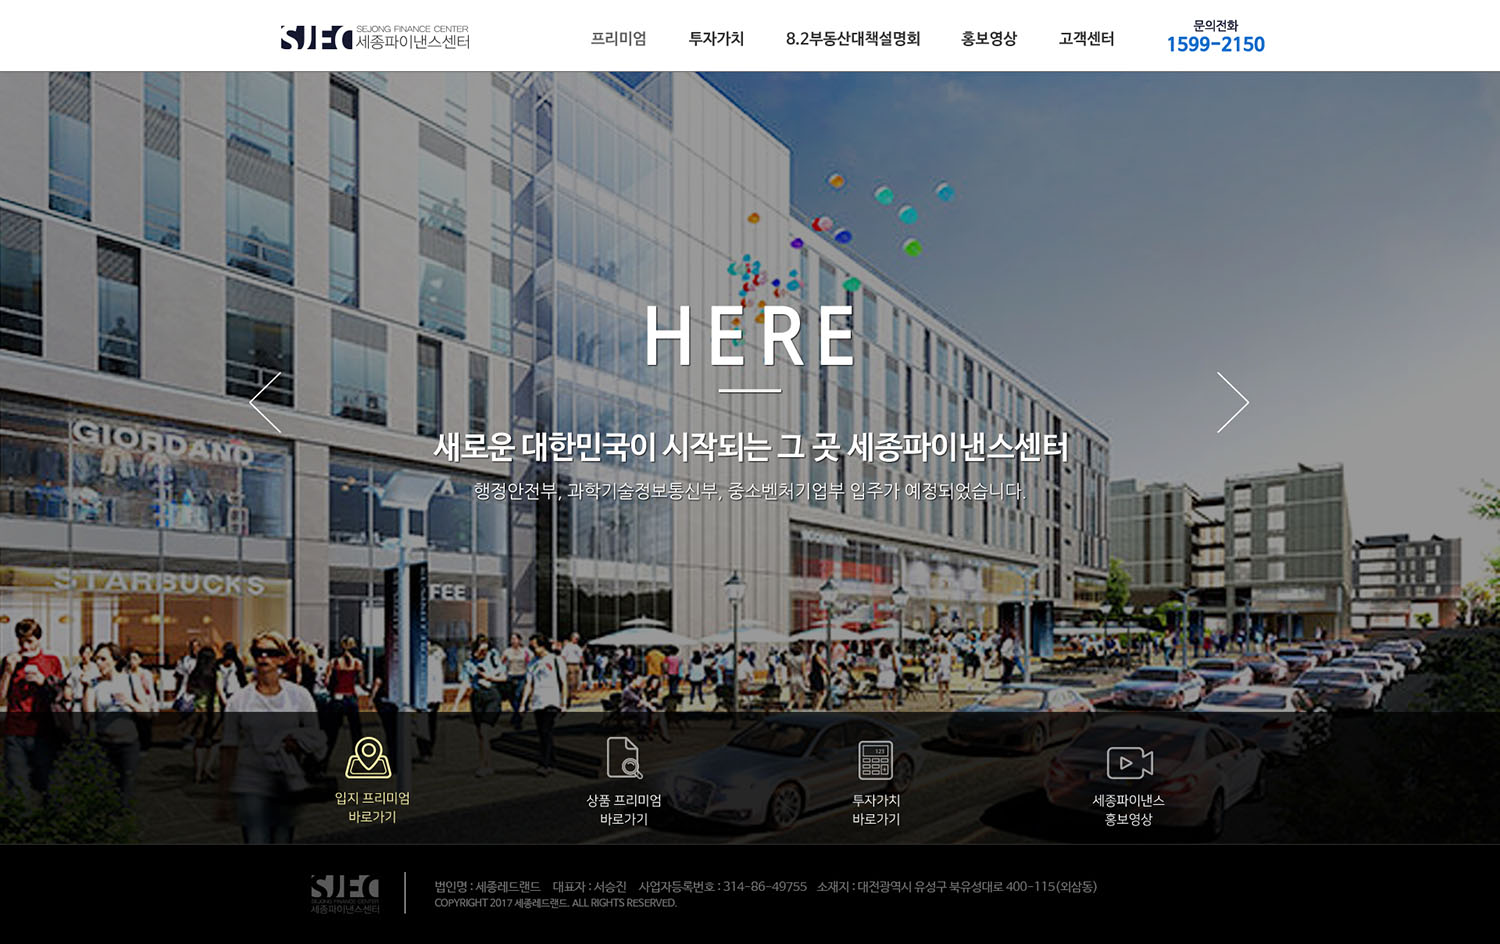 SJFC
SEJONG FINANCE CENTER
세종파이낸스센터
프리미엄
투자가치
8.2부동산대책설명회
홍보영상
고객센터
문의전화
1599-2150
GIORDANO
HERE
새로운 대한민국이 시작되는 그 곳 세종파이낸스센터
행정안전부, 과학기술정보통신부, 중소벤처기업부 입주가 예정되었습니다.
STARBUCKS
FFEE
입지 프리미엄
바로가기
상품 프리미엄
바로가기
123
투자가치
바로가기
세종파이낸스
홍보영상
SJFC
SEJONG FINANCE CENTER
세종파이낸스센터
법인명 : 세종레드랜드 대표자 : 서승진 사업자등록번호 : 314-86-49755 소재지 : 대전광역시 유성구 북유성대로 400-115(외삼동)
COPYRIGHT 2017 세종레드랜드. ALL RIGHTS RESERVED.